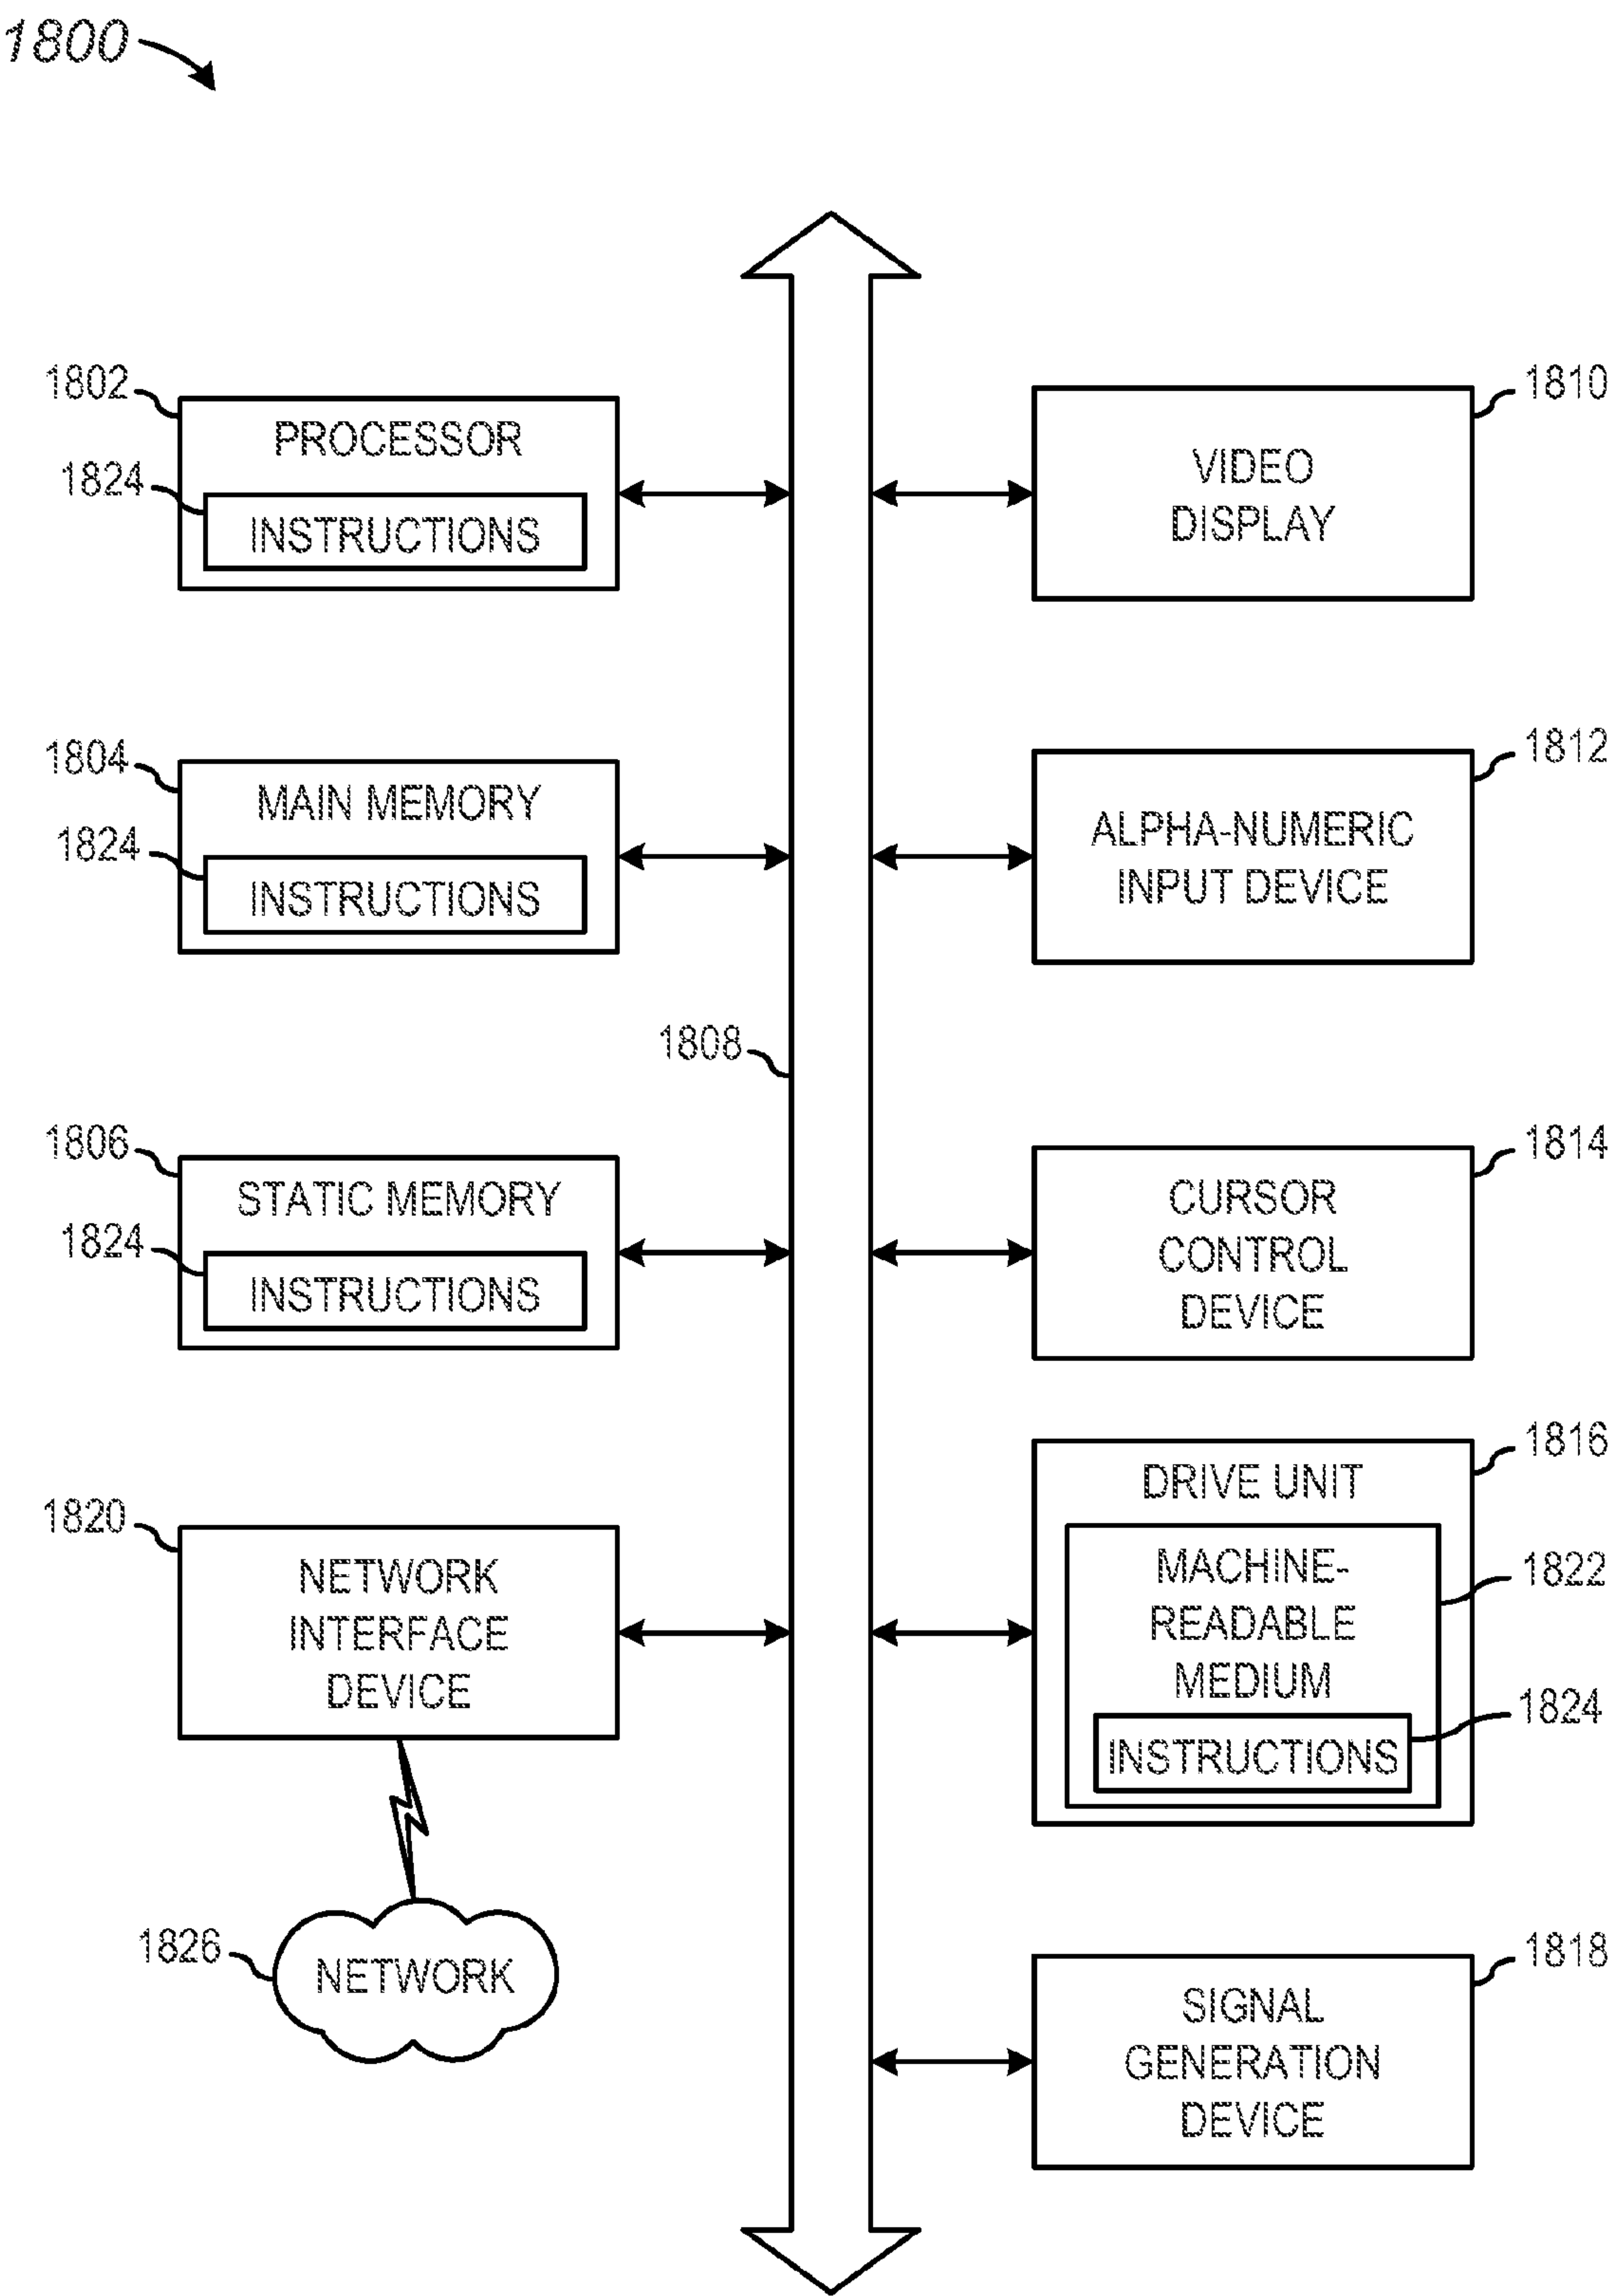 1800
1802
PROCESSOR
1824
INSTRUCTIONS
1810
VIDEO
DISPLAY
1804
MAIN MEMORY
1824
INSTRUCTIONS
1812
ALPHA-NUMERIC
INPUT DEVICE
1808
1806
STATIC MEMORY
1824
INSTRUCTIONS
1814
CURSOR
CONTROL
DEVICE
1820
NETWORK
INTERFACE
DEVICE
1816
DRIVE UNIT
1822
MACHINE-
READABLE
MEDIUM
1824
INSTRUCTIONS
1826
NETWORK
1818
SIGNAL
GENERATION
DEVICE